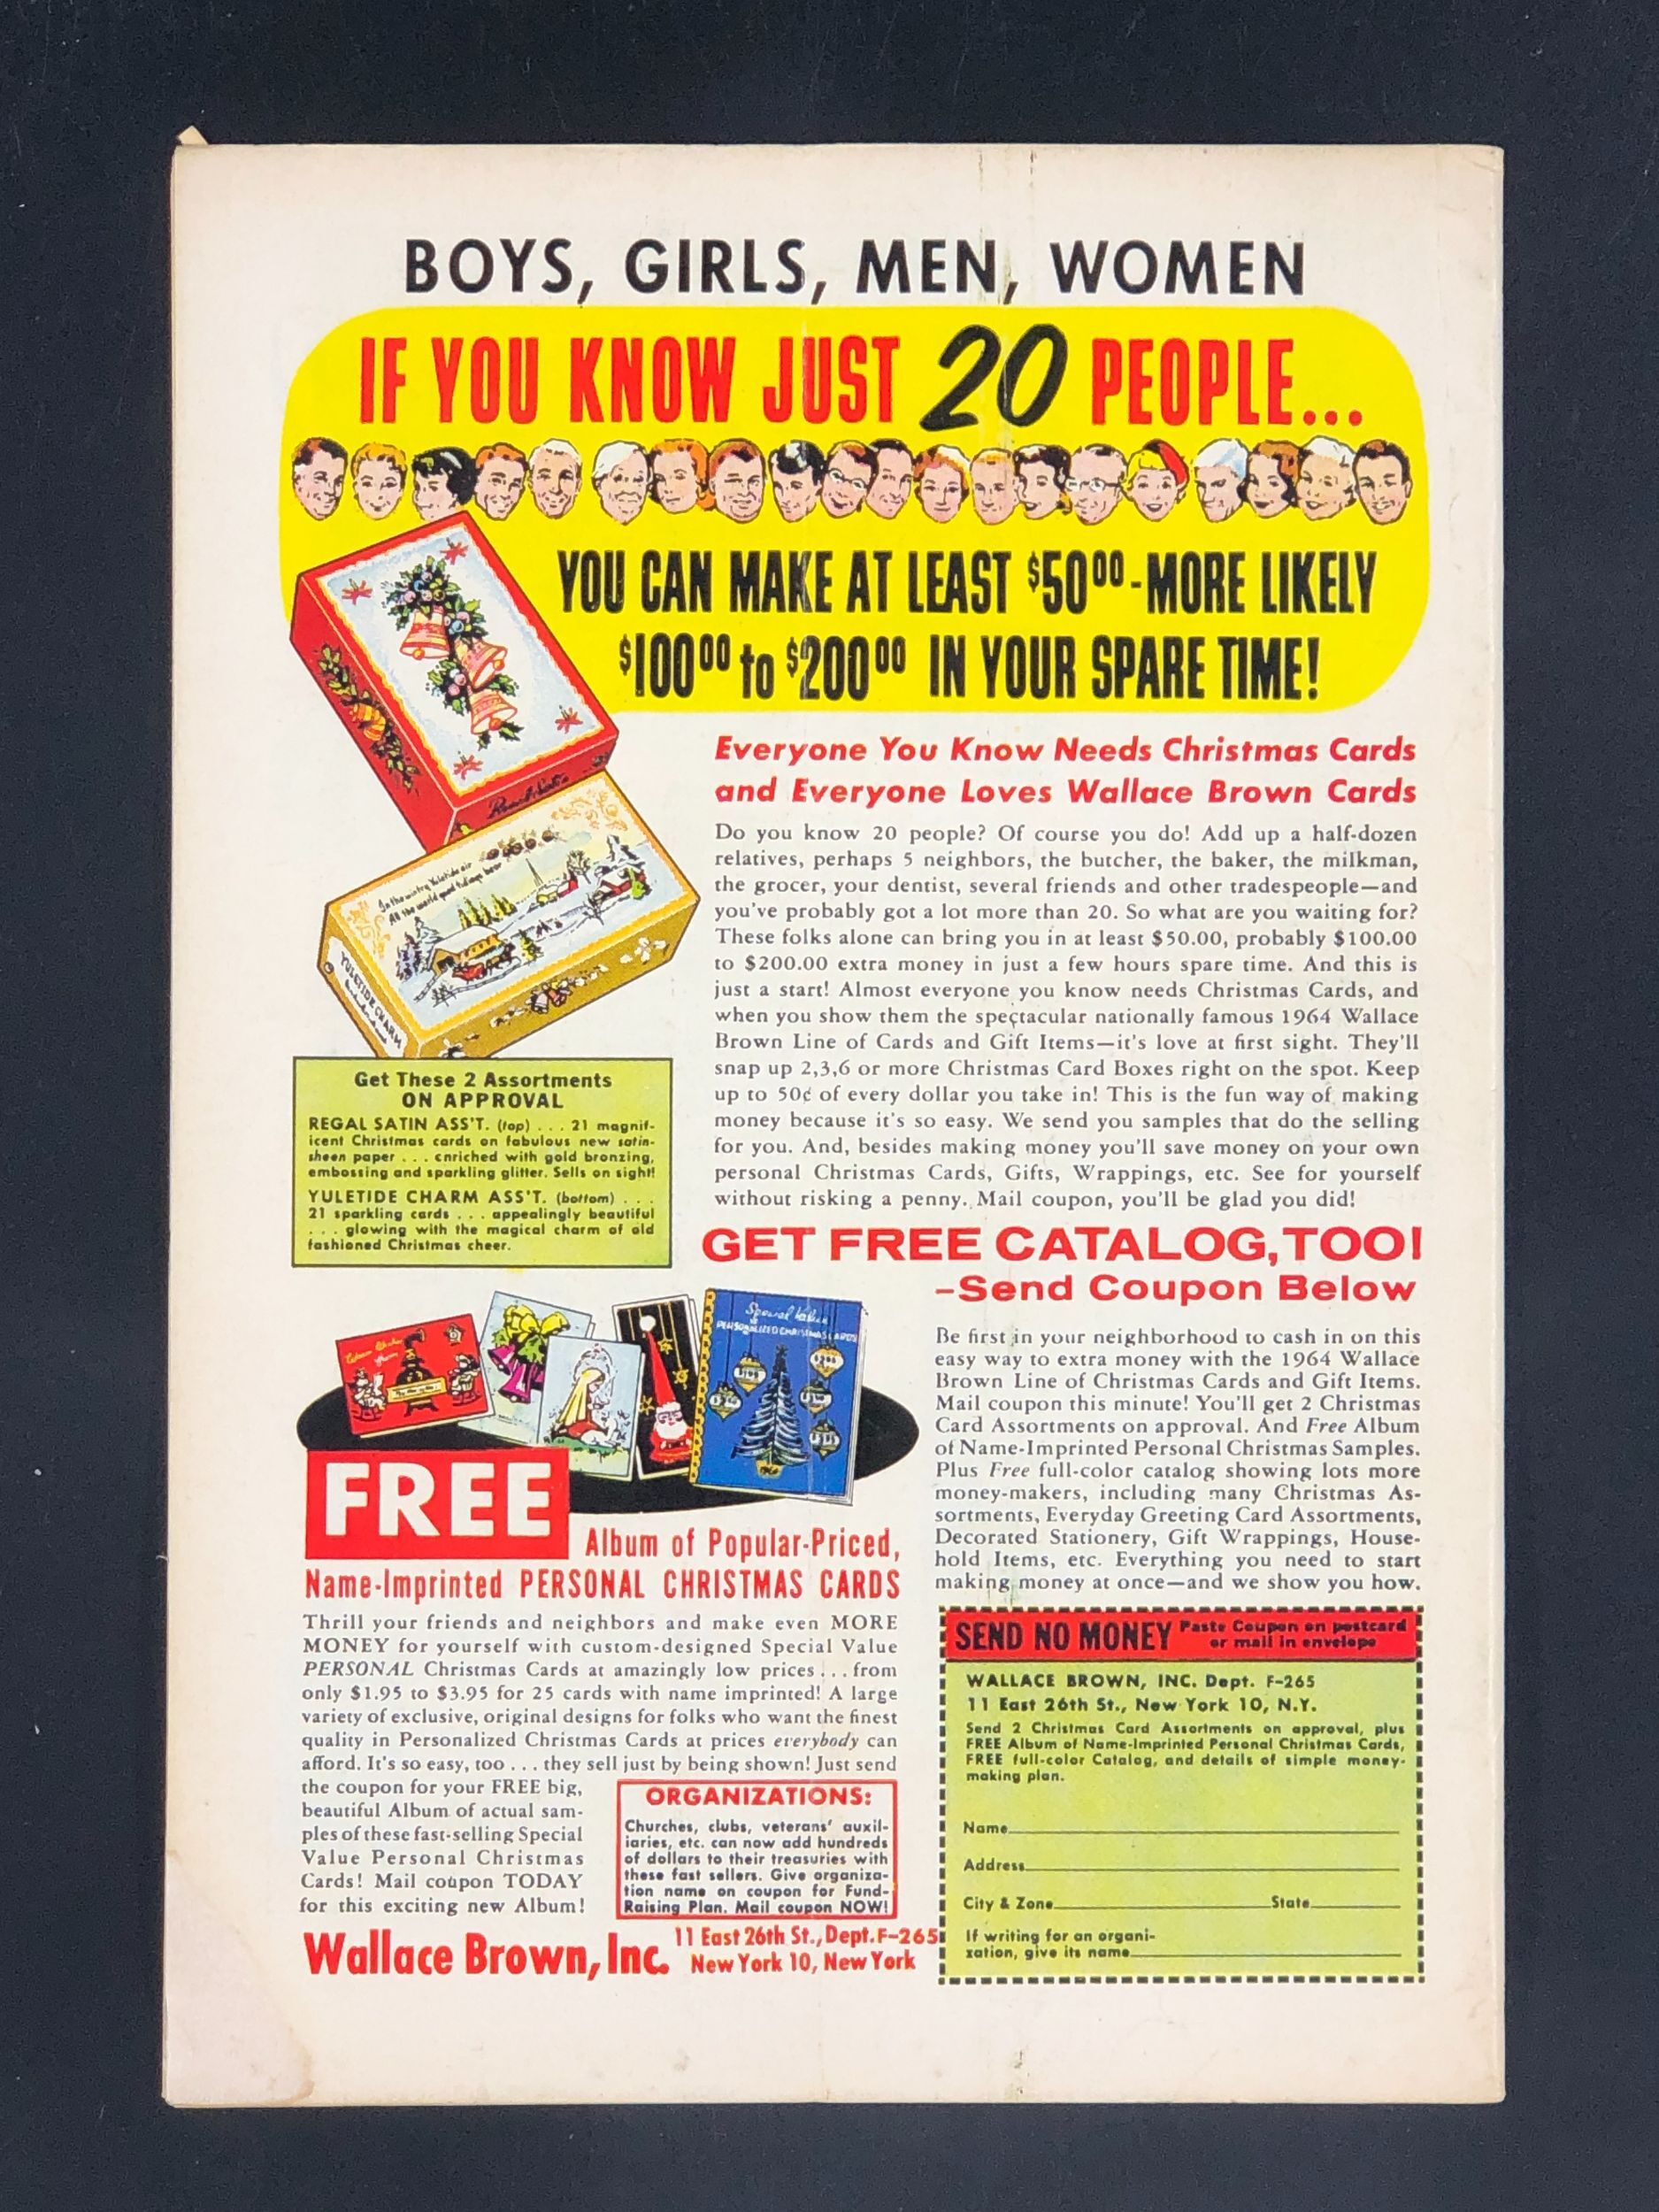 BOYS, GIRLS, MEN, WOMEN
IF YOU KNOW JUST 20 PEOPLE...
YOU CAN MAKE AT LEAST $50⁰⁰-MORE LIKELY
$100⁰⁰ to $200⁰⁰ IN YOUR SPARE TIME!
In the wintry Yuletide air
All the world good tidings bear
YULETIDE CHARM
Everyone You Know Needs Christmas Cards
and Everyone Loves Wallace Brown Cards
Do you know 20 people? Of course you do! Add up a half-dozen
relatives, perhaps 5 neighbors, the butcher, the baker, the milkman,
the grocer, your dentist, several friends and other tradespeople—and
you've probably got a lot more than 20. So what are you waiting for?
These folks alone can bring you in at least $50.00, probably $100.00
to $200.00 extra money in just a few hours spare time. And this is
just a start! Almost everyone you know needs Christmas Cards, and
when you show them the spectacular nationally famous 1964 Wallace
Brown Line of Cards and Gift Items—it's love at first sight. They'll
snap up 2,3,6 or more Christmas Card Boxes right on the spot. Keep
up to 50¢ of every dollar you take in! This is the fun way of making
money because it's so easy. We send you samples that do the selling
for you. And, besides making money you'll save money on your own
personal Christmas Cards, Gifts, Wrappings, etc. See for yourself
without risking a penny. Mail coupon, you'll be glad you did!
Get These 2 Assortments
ON APPROVAL
REGAL SATIN ASS'T. (top) . . . 21 magnif-
icent Christmas cards on fabulous new satin-
sheen paper . . . enriched with gold bronzing,
embossing and sparkling glitter. Sells on sight!
YULETIDE CHARM ASS'T. (bottom) . . .
21 sparkling cards . . . appealingly beautiful
. . . glowing with the magical charm of old
fashioned Christmas cheer.
GET FREE CATALOG, TOO!
–Send Coupon Below
Be first in your neighborhood to cash in on this
easy way to extra money with the 1964 Wallace
Brown Line of Christmas Cards and Gift Items.
Mail coupon this minute! You'll get 2 Christmas
Card Assortments on approval. And Free Album
of Name-Imprinted Personal Christmas Samples.
Plus Free full-color catalog showing lots more
money-makers, including many Christmas As-
sortments, Everyday Greeting Card Assortments,
Decorated Stationery, Gift Wrappings, House-
hold Items, etc. Everything you need to start
making money at once—and we show you how.
Special Value
PERSONALIZED CHRISTMAS CARDS
FREE
Album of Popular-Priced,
Name-Imprinted PERSONAL CHRISTMAS CARDS
Thrill your friends and neighbors and make even MORE
MONEY for yourself with custom-designed Special Value
PERSONAL Christmas Cards at amazingly low prices . . . from
only $1.95 to $3.95 for 25 cards with name imprinted! A large
variety of exclusive, original designs for folks who want the finest
quality in Personalized Christmas Cards at prices everybody can
afford. It's so easy, too . . . they sell just by being shown! Just send
the coupon for your FREE big,
beautiful Album of actual sam-
ples of these fast-selling Special
Value Personal Christmas
Cards! Mail coupon TODAY
for this exciting new Album!
ORGANIZATIONS:
Churches, clubs, veterans' auxil-
iaries, etc. can now add hundreds
of dollars to their treasuries with
these fast sellers. Give organiza-
tion name on coupon for Fund-
Raising Plan. Mail coupon NOW!
Wallace Brown, Inc. 11 East 26th St., Dept. F-265
New York 10, New York
SEND NO MONEY Paste Coupon on postcard
or mail in envelope
WALLACE BROWN, INC. Dept. F-265
11 East 26th St., New York 10, N.Y.
Send 2 Christmas Card Assortments on approval, plus
FREE Album of Name-Imprinted Personal Christmas Cards,
FREE full-color Catalog, and details of simple money-
making plan.
Name
Address
City & Zone State
If writing for an organi-
zation, give its name